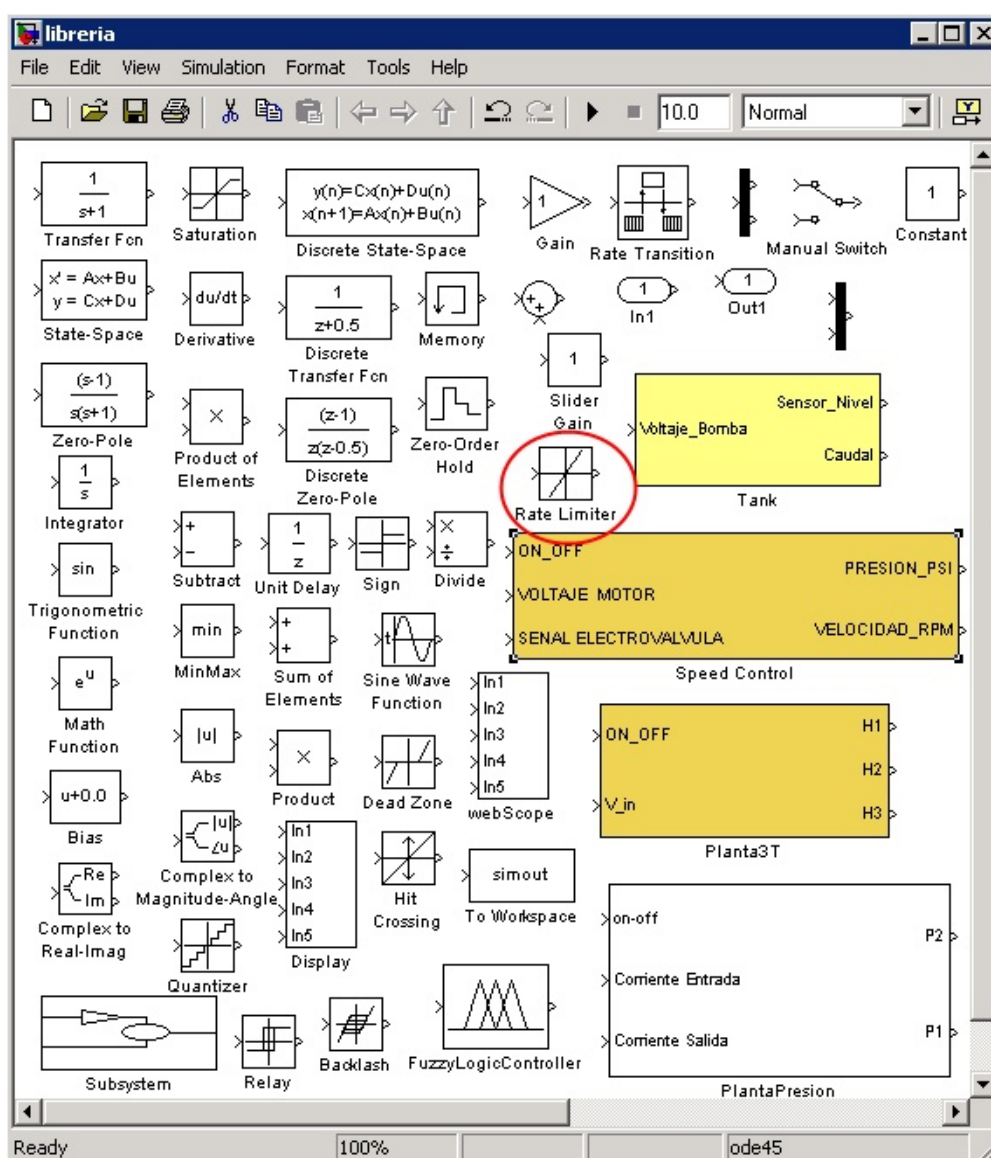 libreria
File Edit View Simulation Format Tools Help
10.0 Normal
1
s+1
Transfer Fcn
Saturation
y(n)=Cx(n)+Du(n)
x(n+1)=Ax(n)+Bu(n)
Discrete State-Space
1
Gain
Rate Transition
Manual Switch
1
Constant
x' = Ax+Bu
y = Cx+Du
State-Space
du/dt
Derivative
1
z+0.5
Discrete
Transfer Fcn
Memory
+
+
1
In1
1
Out1
1
Slider
Gain
(s-1)
s(s+1)
Zero-Pole
×
Product of
Elements
(z-1)
z(z-0.5)
Discrete
Zero-Pole
Zero-Order
Hold
Voltaje_Bomba
Sensor_Nivel
Caudal
Tank
Rate Limiter
1
s
Integrator
+
−
Subtract
1
z
Unit Delay
Sign
×
÷
Divide
ON_OFF
VOLTAJE MOTOR
SENAL ELECTROVALVULA
PRESION_PSI
VELOCIDAD_RPM
Speed Control
sin
Trigonometric
Function
min
MinMax
+
+
Sum of
Elements
t
Sine Wave
Function
In1
In2
In3
In4
In5
webScope
ON_OFF
V_in
H1
H2
H3
Planta3T
eu
Math
Function
|u|
Abs
×
Product
Dead Zone
u+0.0
Bias
|u|
∠u
Complex to
Magnitude-Angle
In1
In2
In3
In4
In5
Display
Hit
Crossing
simout
To Workspace
Re
Im
Complex to
Real-Imag
Quantizer
on-off
Corriente Entrada
Corriente Salida
P2
P1
PlantaPresion
Subsystem
Relay
Backlash
FuzzyLogicController
Ready 100% ode45